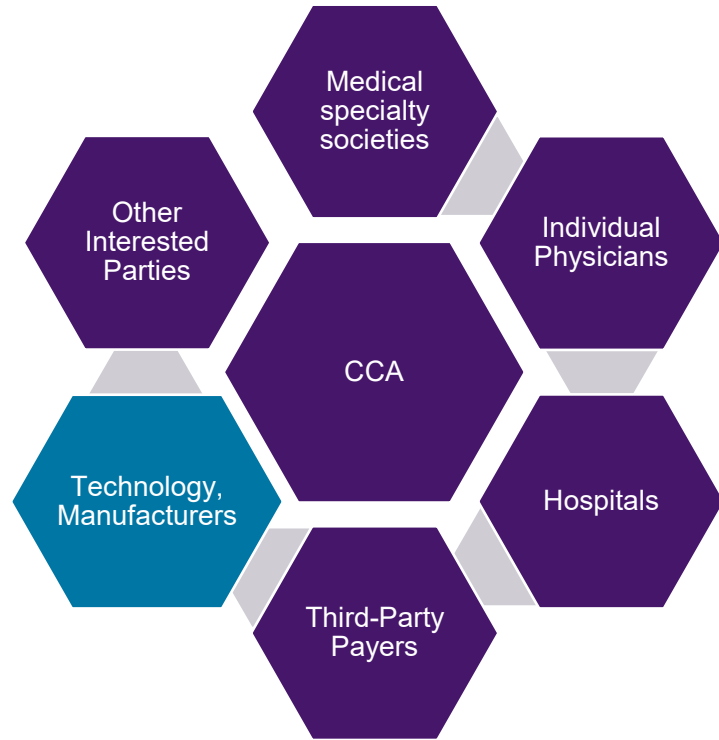 Medical
specialty
societies
Other
Interested
Parties
Individual
Physicians
CCA
Technology,
Manufacturers
Hospitals
Third-Party
Payers